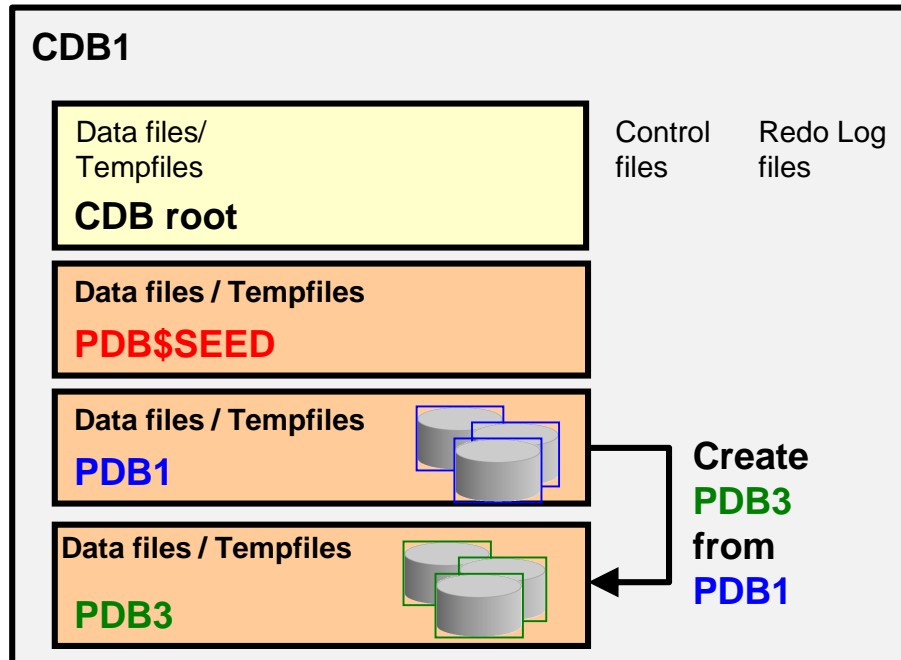 CDB1
Data files/
Tempfiles
CDB root
Control
files
Redo Log
files
Data files / Tempfiles
PDB$SEED
Data files / Tempfiles
PDB1
Data files / Tempfiles
PDB3
Create
PDB3
from
PDB1